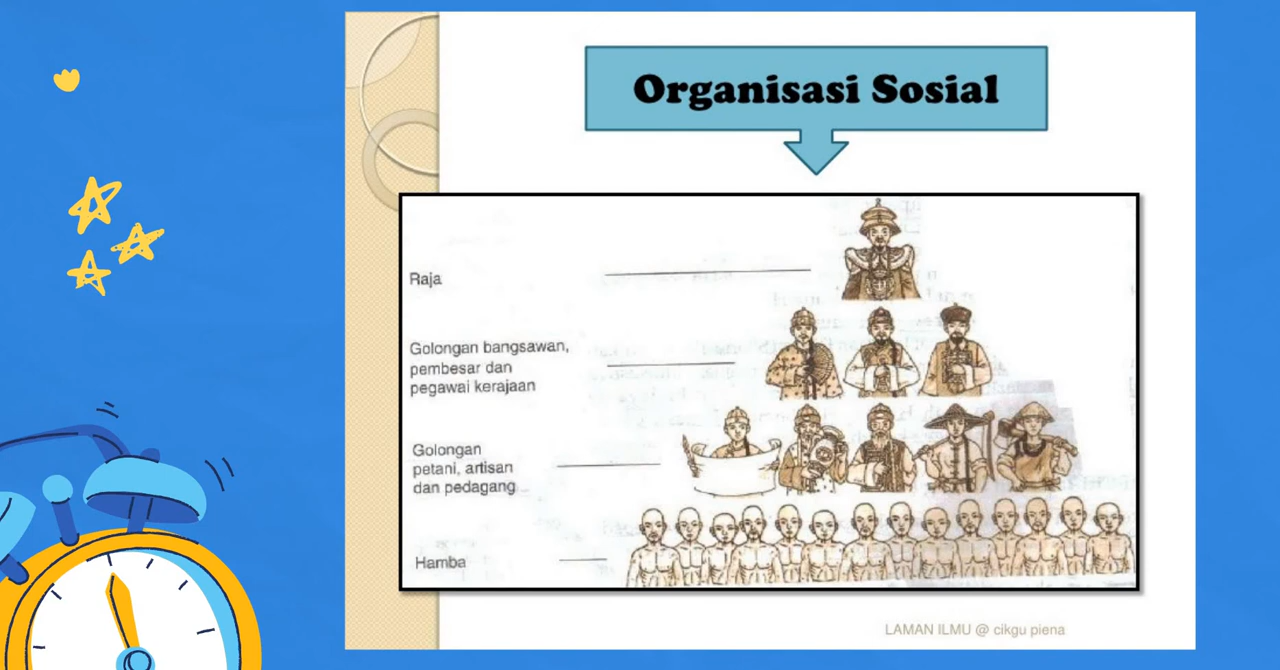 Organisasi Sosial
Raja
Golongan bangsawan,
pembesar dan
pegawai kerajaan
Golongan
petani, artisan
dan pedagang
Hamba
LAMAN ILMU @ cikgu piena